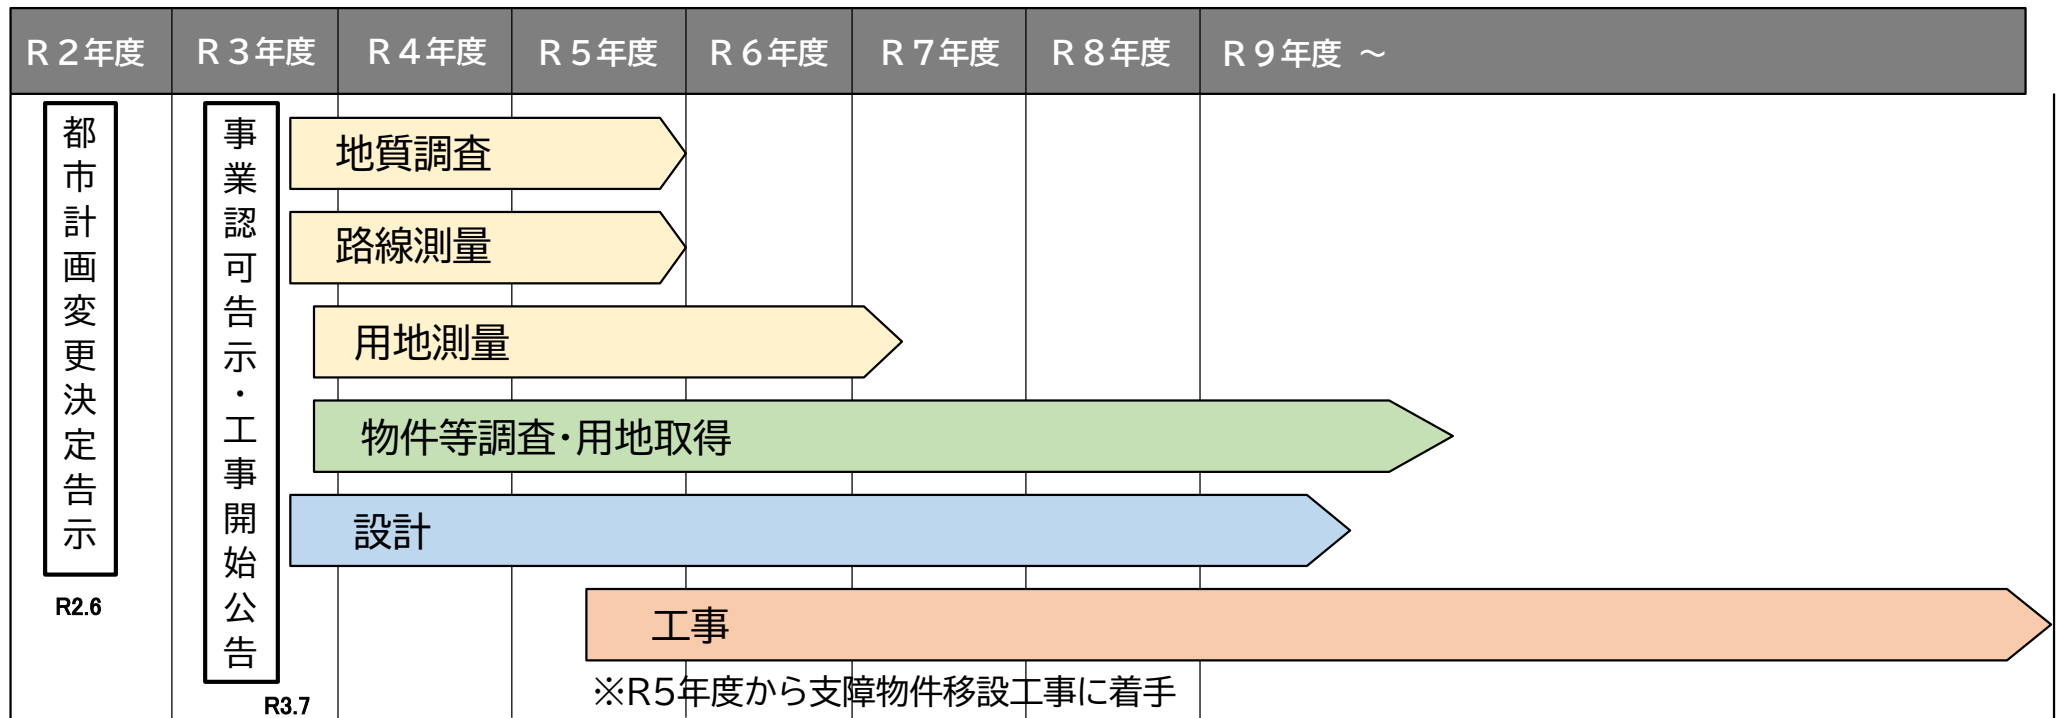 R２年度 R３年度 R４年度 R５年度 R６年度 R７年度 R８年度 R９年度 ～
都市計画変更決定告示
R2.6
事業認可告示・工事開始公告
R3.7
地質調査
路線測量
用地測量
物件等調査・用地取得
設計
工事
※R5年度から支障物件移設工事に着手